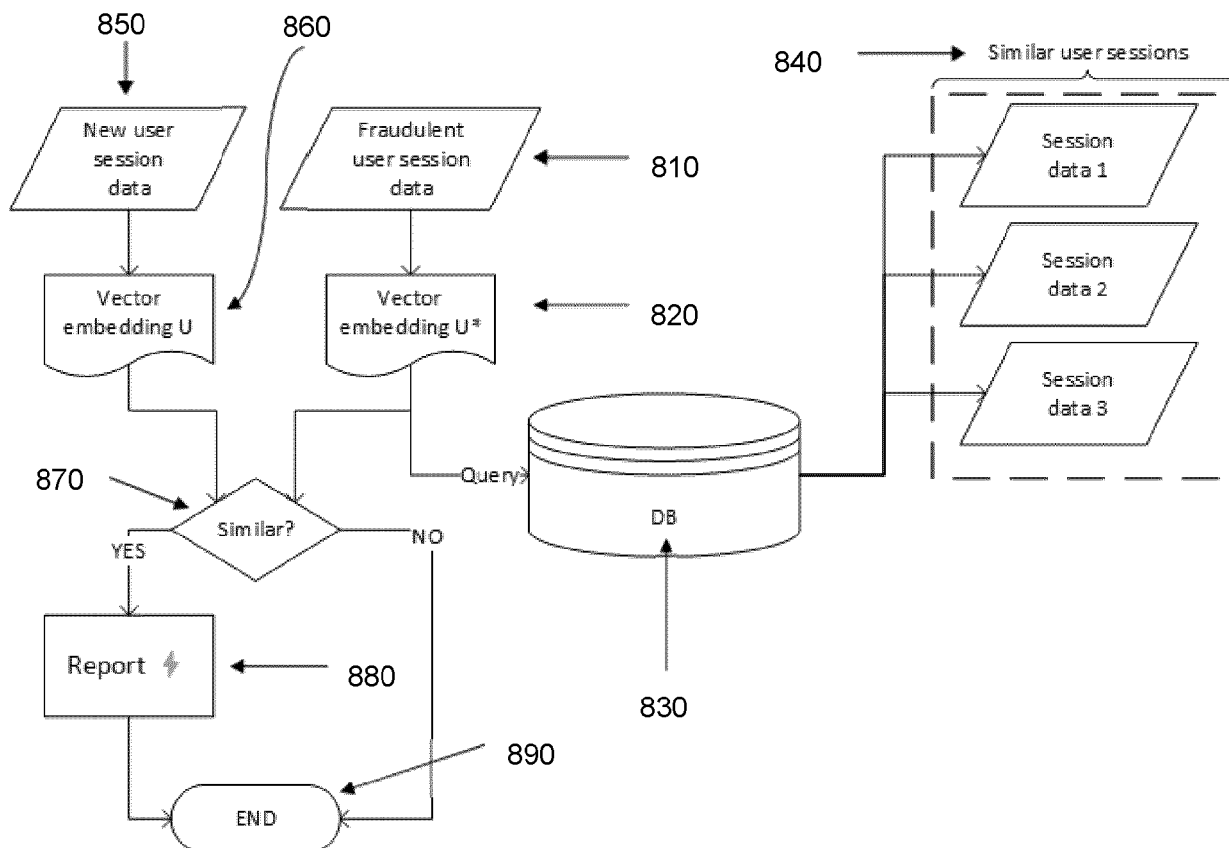 850
860
840
Similar user sessions
New user
session
data
Fraudulent
user session
data
810
Session
data 1
Vector
embedding U
Vector
embedding U*
820
Session
data 2
Session
data 3
870
Similar?
Query
DB
YES
NO
Report
880
830
890
END